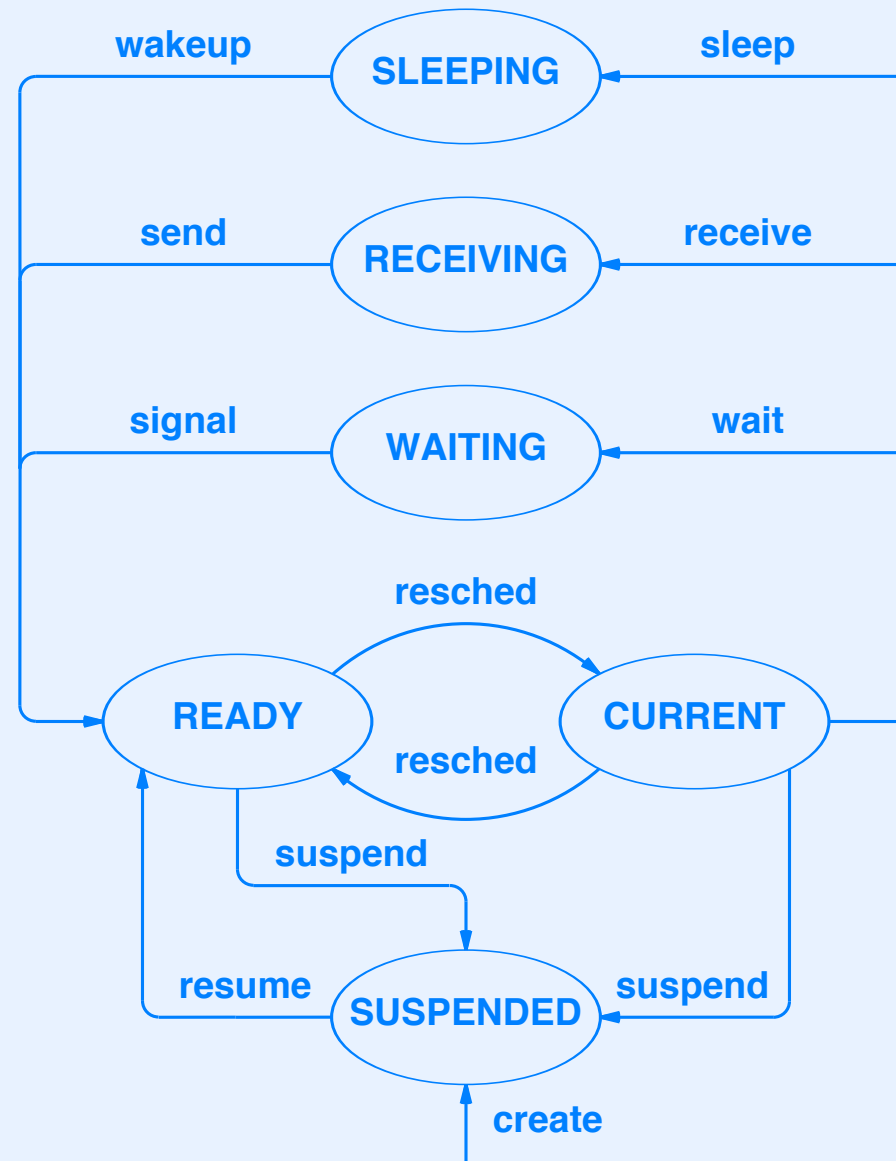 wakeup
SLEEPING
sleep
send
RECEIVING
receive
signal
WAITING
wait
resched
READY
CURRENT
resched
suspend
resume
SUSPENDED
suspend
create